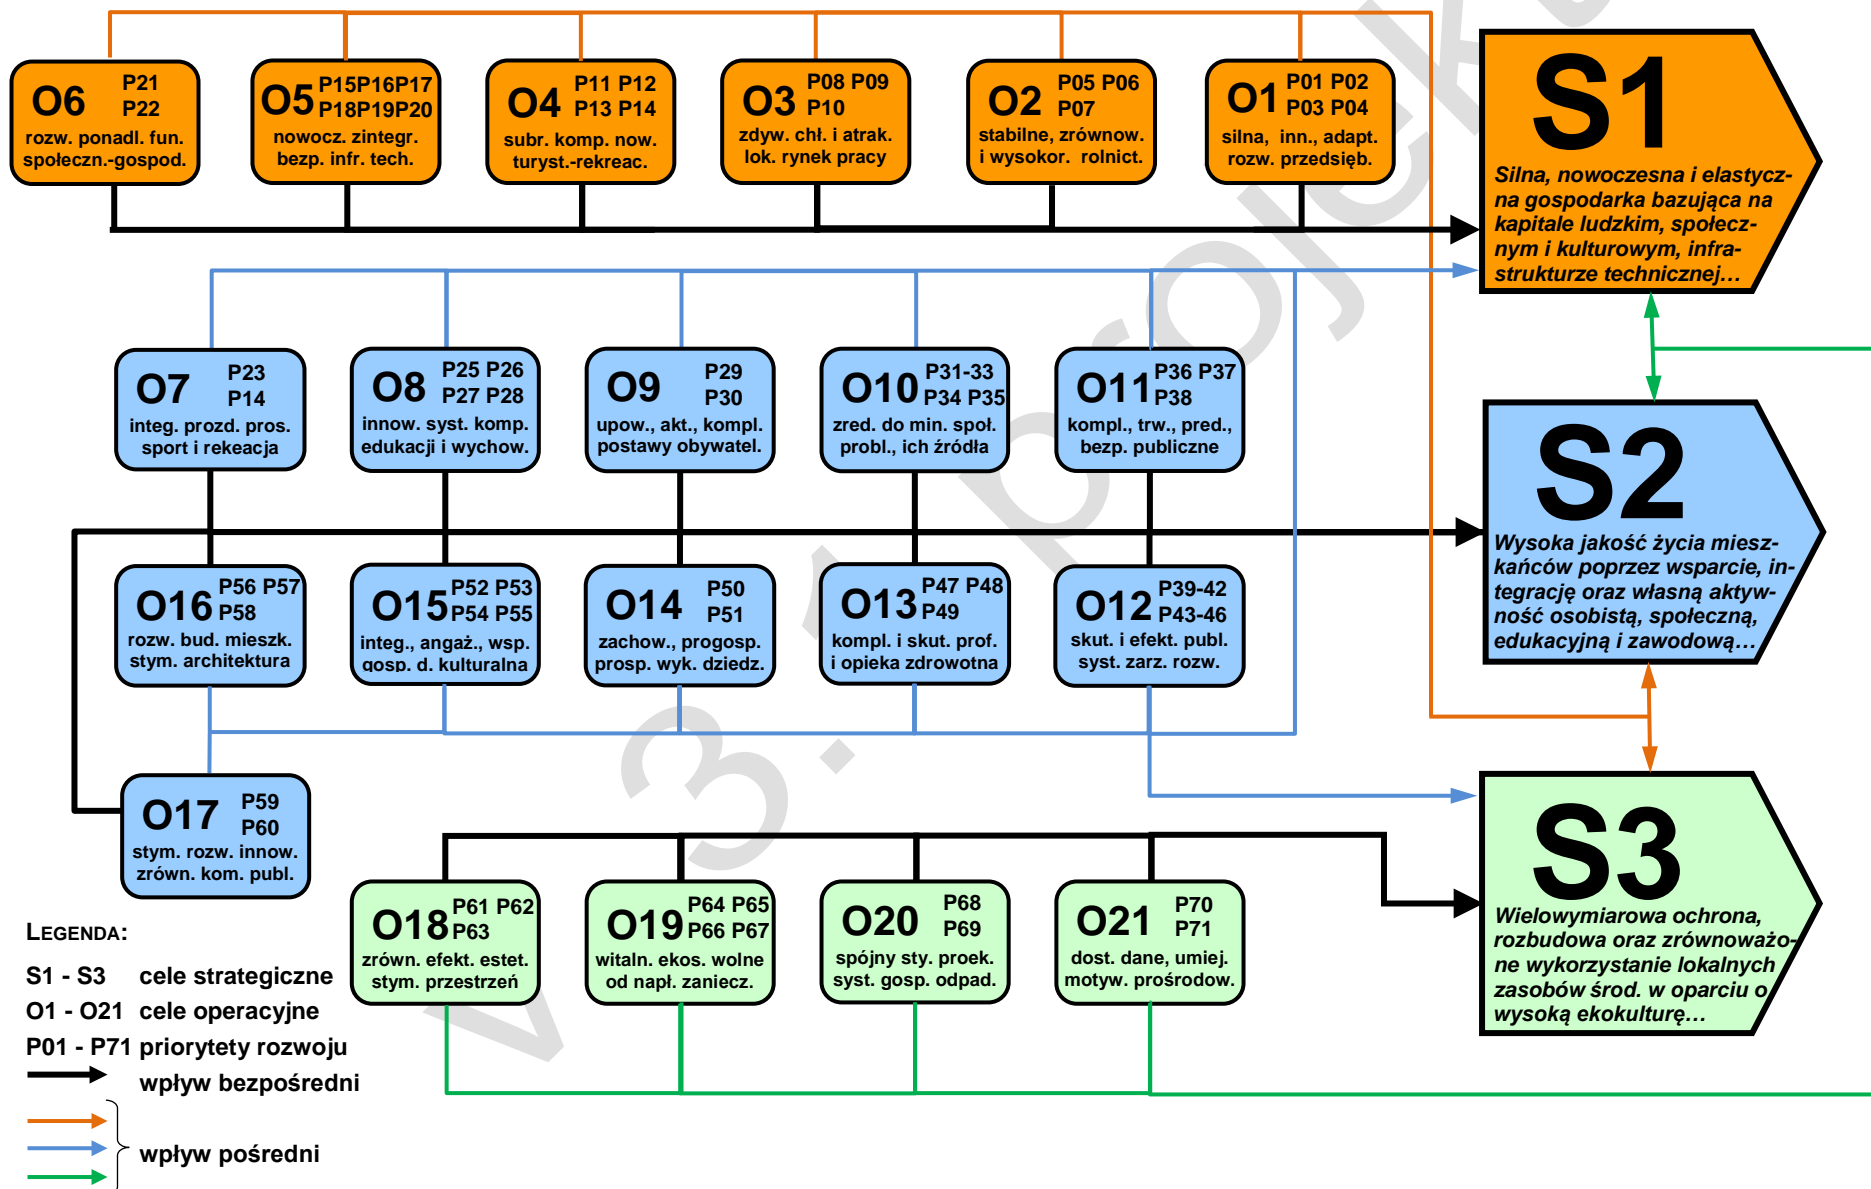 O6 P21
P22
rozw. ponadl. fun.
społeczn.-gospod.
O5 P15P16P17
P18P19P20
nowocz. zintegr.
bezp. infr. tech.
O4 P11 P12
P13 P14
subr. komp. now.
turyst.-rekreac.
O3 P08 P09
P10
zdyw. chł. i atrak.
lok. rynek pracy
O2 P05 P06
P07
stabilne, zrównow.
i wysokor. rolnict.
O1 P01 P02
P03 P04
silna, inn., adapt.
rozw. przedsięb.
S1
Silna, nowoczesna i elastycz-
na gospodarka bazująca na
kapitale ludzkim, społecz-
nym i kulturowym, infra-
strukturze technicznej…
O7 P23
P14
integ. prozd. pros.
sport i rekeacja
O8 P25 P26
P27 P28
innow. syst. komp.
edukacji i wychow.
O9 P29
P30
upow., akt., kompl.
postawy obywatel.
O10 P31-33
P34 P35
zred. do min. społ.
probl., ich źródła
O11 P36 P37
P38
kompl., trw., pred.,
bezp. publiczne
S2
Wysoka jakość życia miesz-
kańców poprzez wsparcie, in-
tegrację oraz własną aktyw-
ność osobistą, społeczną,
edukacyjną i zawodową…
O16 P56 P57
P58
rozw. bud. mieszk.
stym. architektura
O15 P52 P53
P54 P55
integ., angaż., wsp.
gosp. d. kulturalna
O14 P50
P51
zachow., progosp.
prosp. wyk. dziedz.
O13 P47 P48
P49
kompl. i skut. prof.
i opieka zdrowotna
O12 P39-42
P43-46
skut. i efekt. publ.
syst. zarz. rozw.
O17 P59
P60
stym. rozw. innow.
zrówn. kom. publ.
O18 P61 P62
P63
zrówn. efekt. estet.
stym. przestrzeń
O19 P64 P65
P66 P67
witaln. ekos. wolne
od napł. zaniecz.
O20 P68
P69
spójny sty. proek.
syst. gosp. odpad.
O21 P70
P71
dost. dane, umiej.
motyw. prośrodow.
S3
Wielowymiarowa ochrona,
rozbudowa oraz zrównoważo-
ne wykorzystanie lokalnych
zasobów środ. w oparciu o
wysoką ekokulturę…
LEGENDA:
S1 - S3 cele strategiczne
O1 - O21 cele operacyjne
P01 - P71 priorytety rozwoju
wpływ bezpośredni
wpływ pośredni
v 3.1 projekt